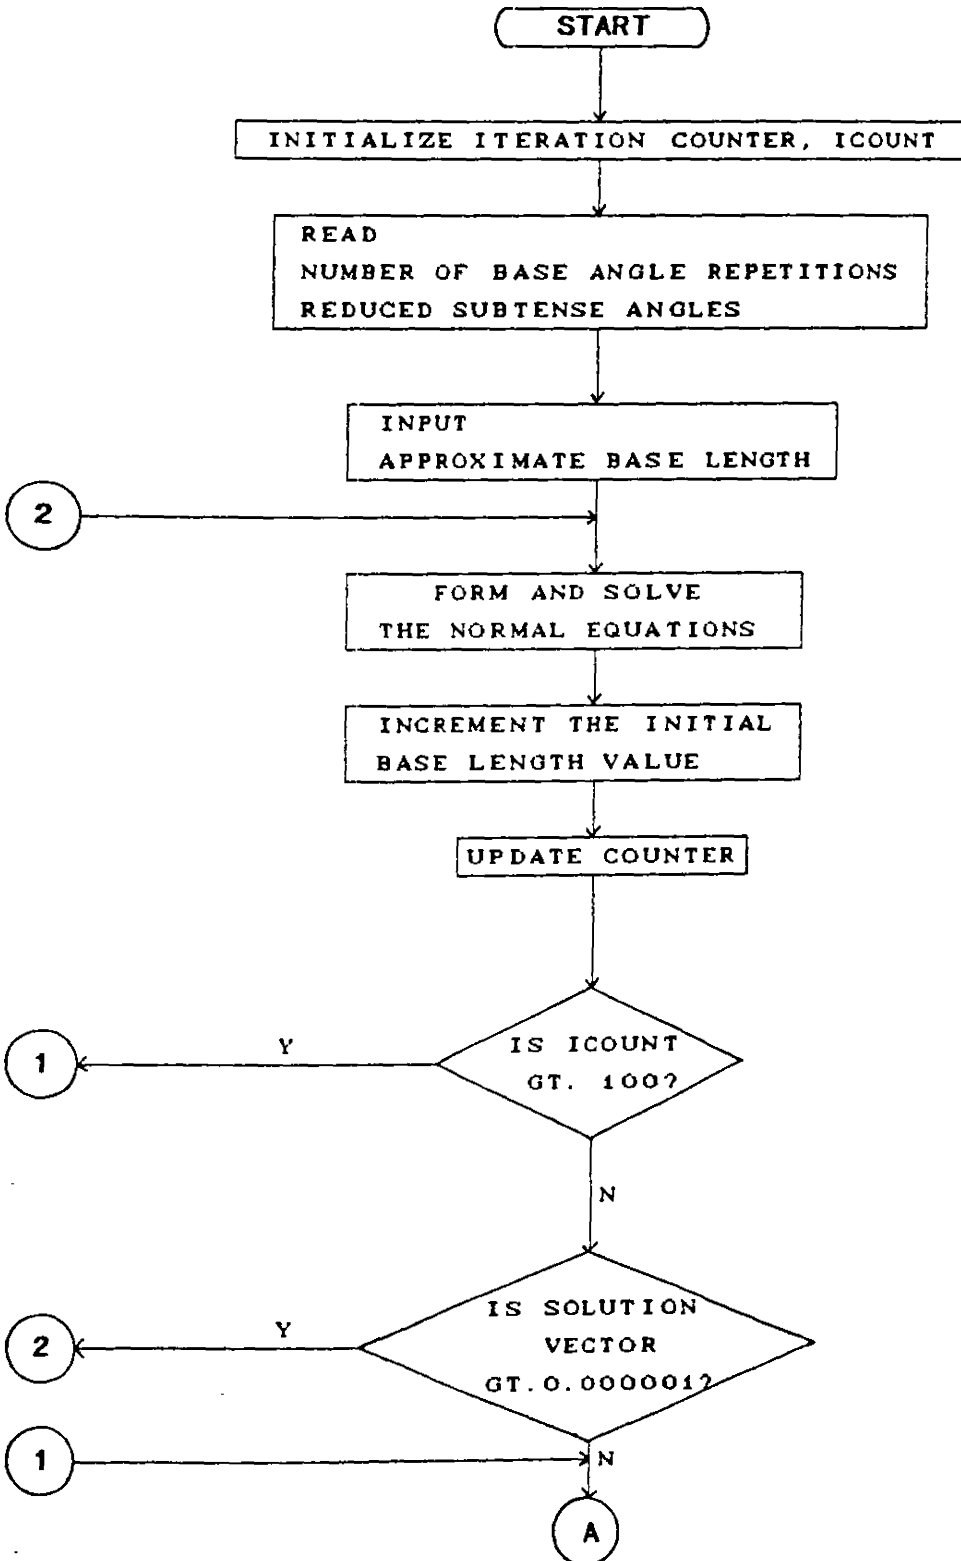 START
INITIALIZE ITERATION COUNTER, ICOUNT
READ
NUMBER OF BASE ANGLE REPETITIONS
REDUCED SUBTENSE ANGLES
INPUT
APPROXIMATE BASE LENGTH
2
FORM AND SOLVE
THE NORMAL EQUATIONS
INCREMENT THE INITIAL
BASE LENGTH VALUE
UPDATE COUNTER
IS ICOUNT
GT. 100?
Y
1
N
IS SOLUTION
VECTOR
GT.0.000001?
Y
2
1
N
A